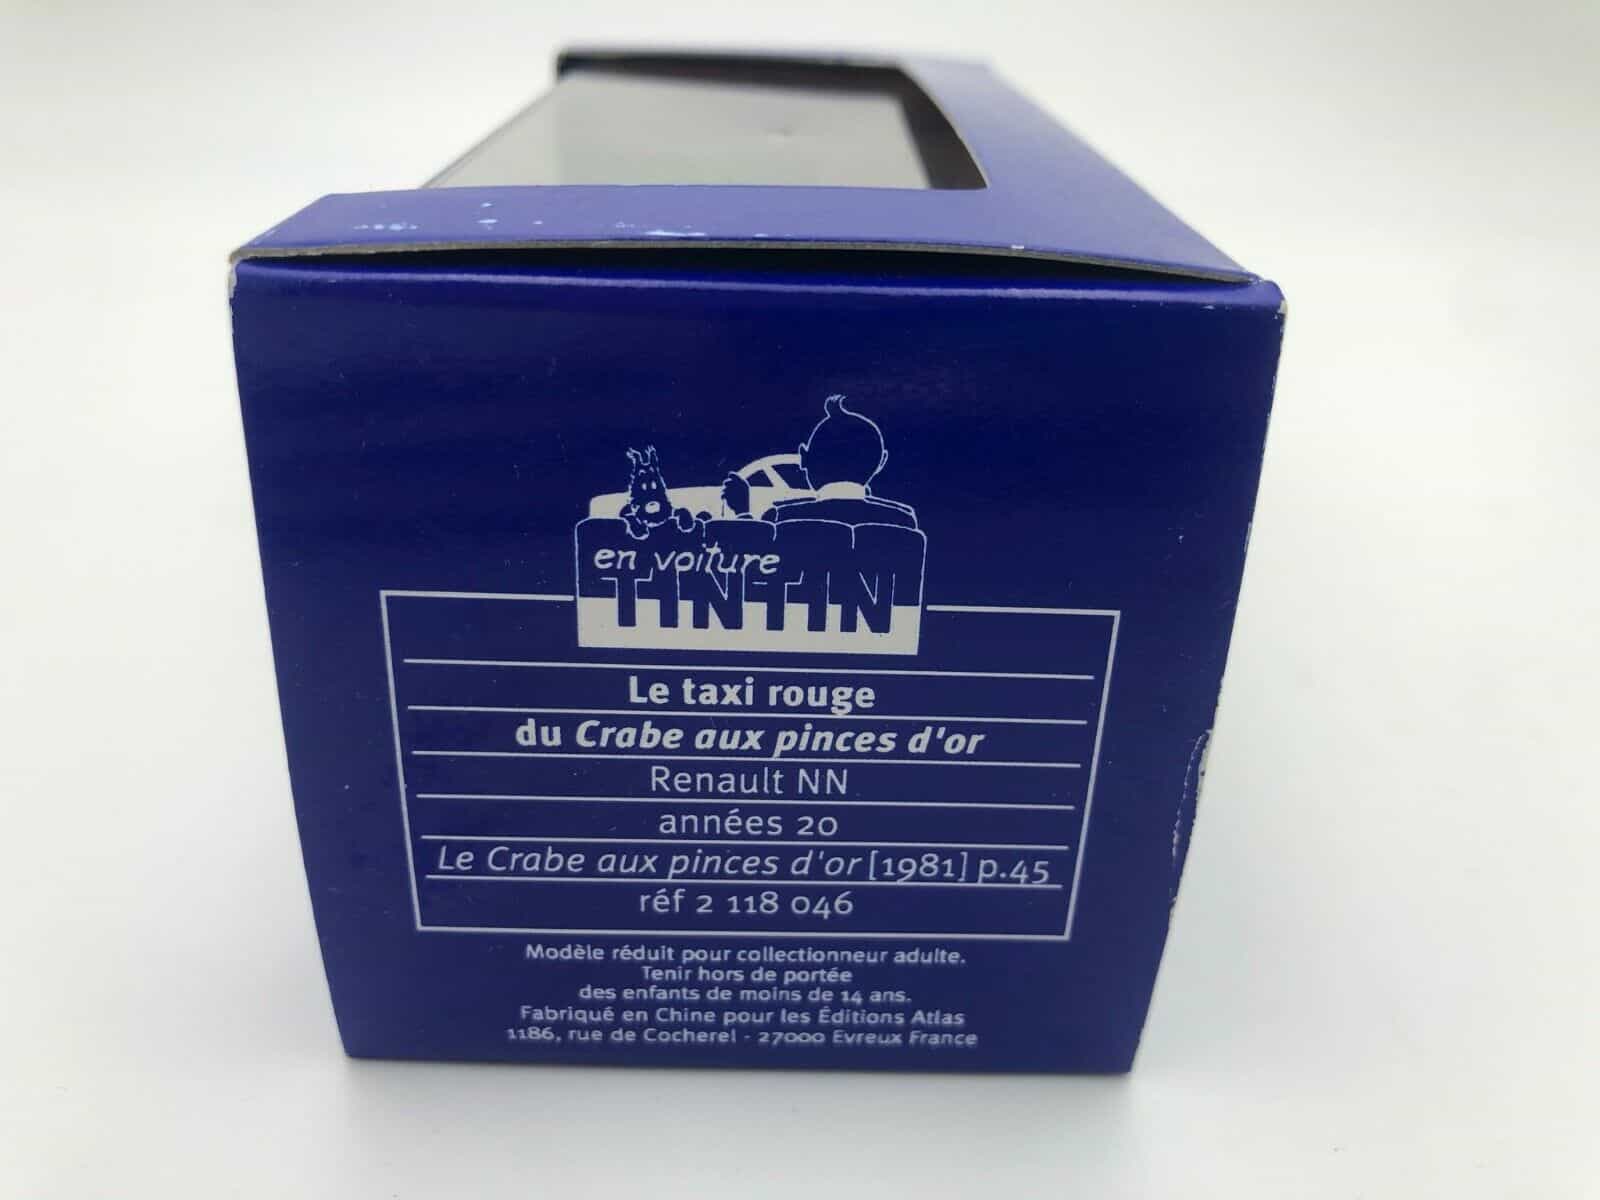 en voiture
TINTIN
Le taxi rouge
du Crabe aux pinces d'or
Renault NN
années 20
Le Crabe aux pinces d'or [1981] p.45
réf 2 118 046
Modèle réduit pour collectionneur adulte.
Tenir hors de portée
des enfants de moins de 14 ans.
Fabriqué en Chine pour les Éditions Atlas
1186, rue de Cocherel - 27000 Evreux France